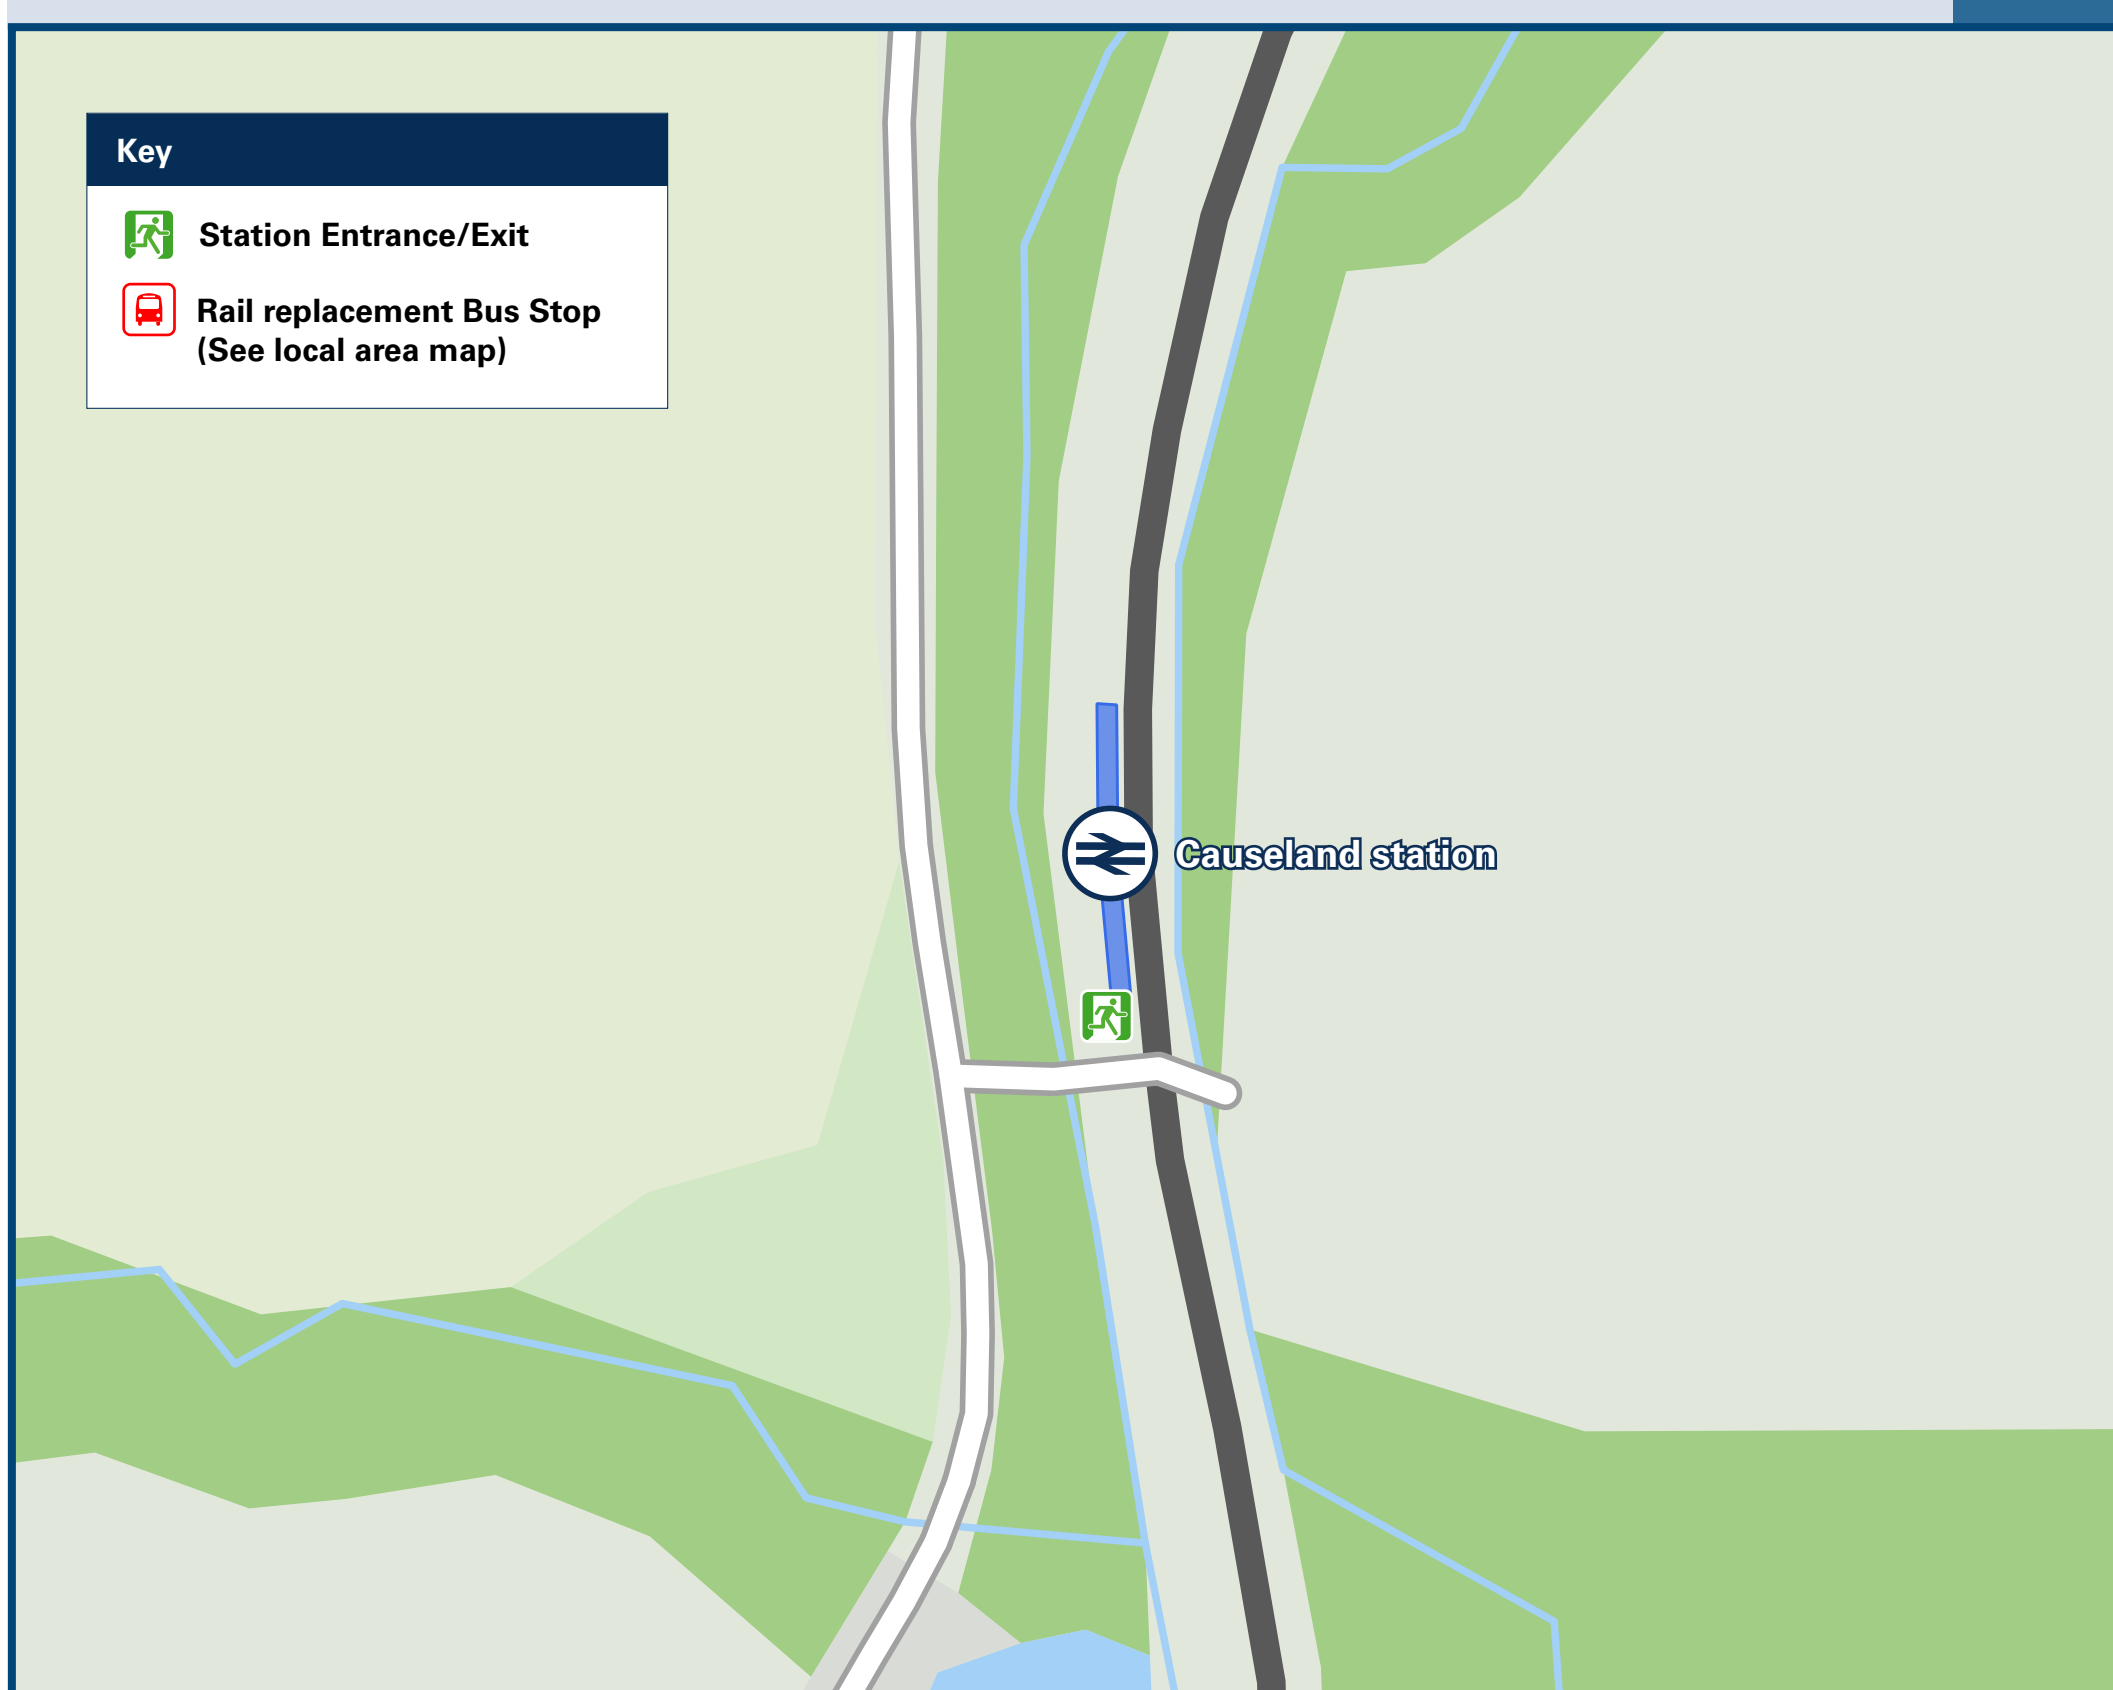 Key
Station Entrance/Exit
Rail replacement Bus Stop
(See local area map)
Causeland station